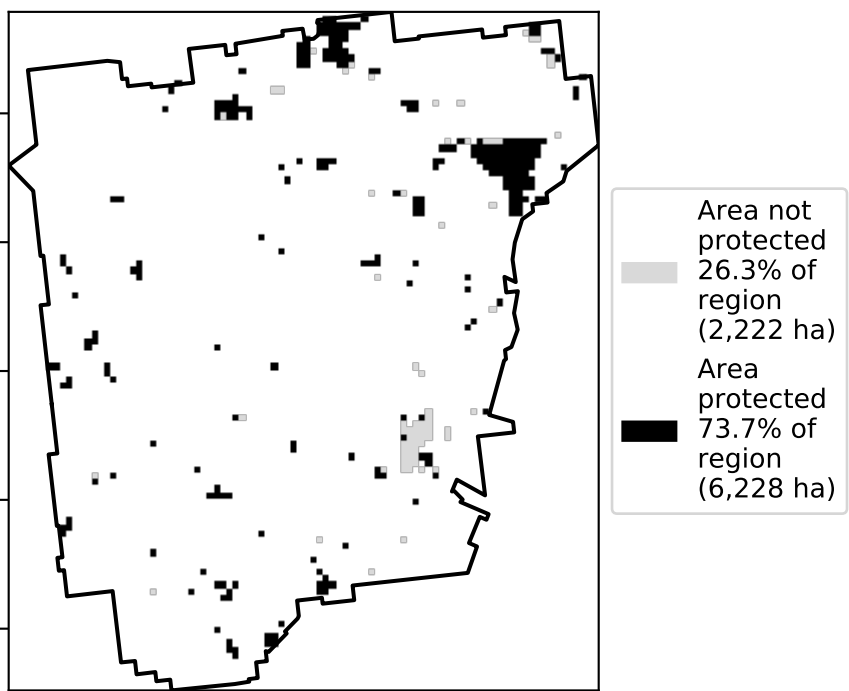 Area not
protected
26.3% of
region
(2,222 ha)
Area
protected
73.7% of
region
(6,228 ha)